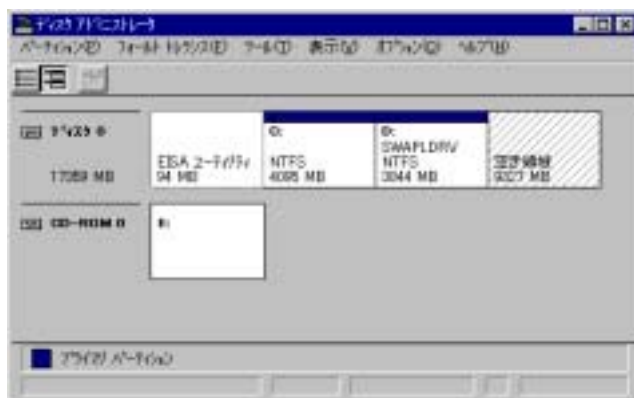 ディスク アドミニストレータ
パーティション(P) フォールト トレランス(F) ツール(T) 表示(V) オプション(O) ヘルプ(H)
ディスク 0
17359 MB
EISA ユーティリティ
94 MB
C:
NTFS
4095 MB
D:
SWAPLDRV
NTFS
3844 MB
空き領域
9327 MB
CD-ROM 0
E:
プライマリ パーティション